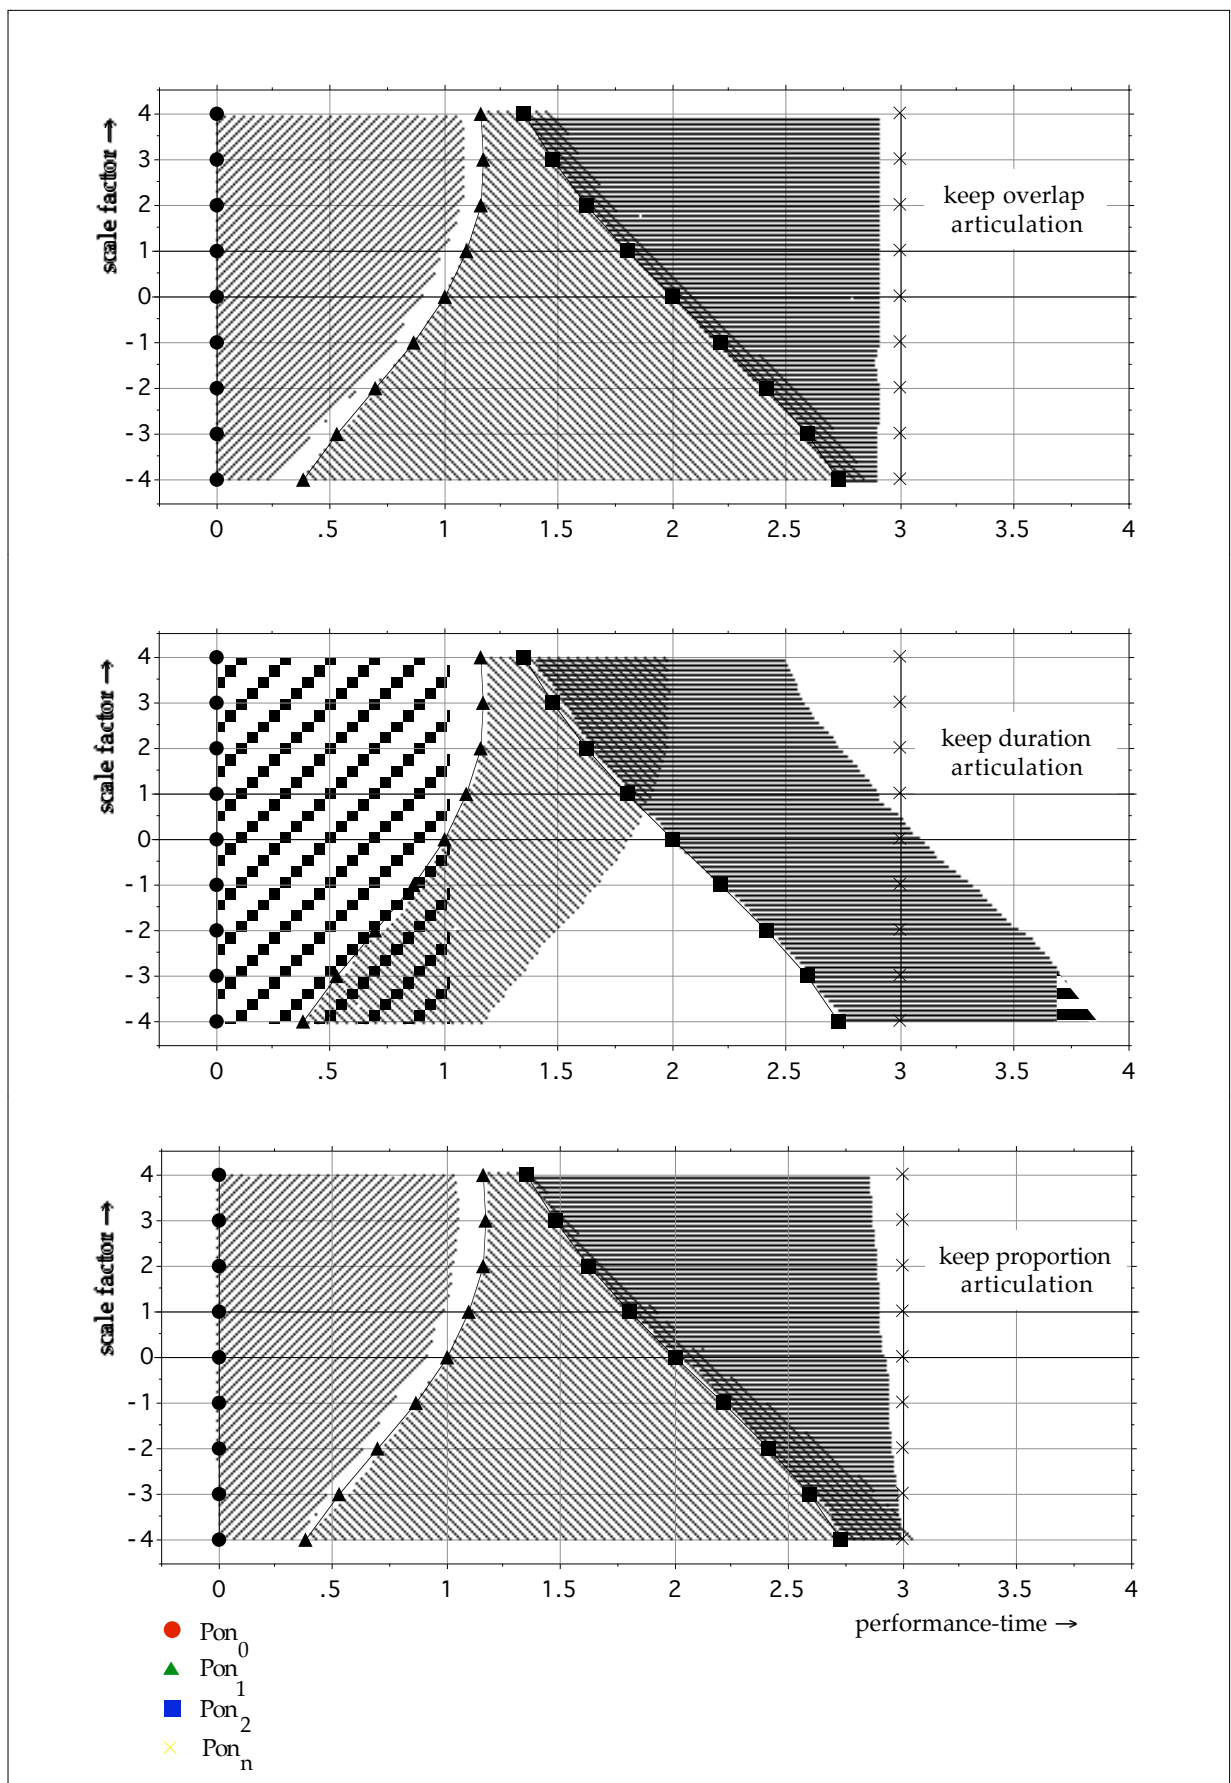 4
3
2
1
0
-1
-2
-3
-4
scale factor →
keep overlap
articulation
0 .5 1 1.5 2 2.5 3 3.5 4
4
3
2
1
0
-1
-2
-3
-4
scale factor →
keep duration
articulation
0 .5 1 1.5 2 2.5 3 3.5 4
4
3
2
1
0
-1
-2
-3
-4
scale factor →
keep proportion
articulation
0 .5 1 1.5 2 2.5 3 3.5 4
performance-time →
Pon0
Pon1
Pon2
Ponn